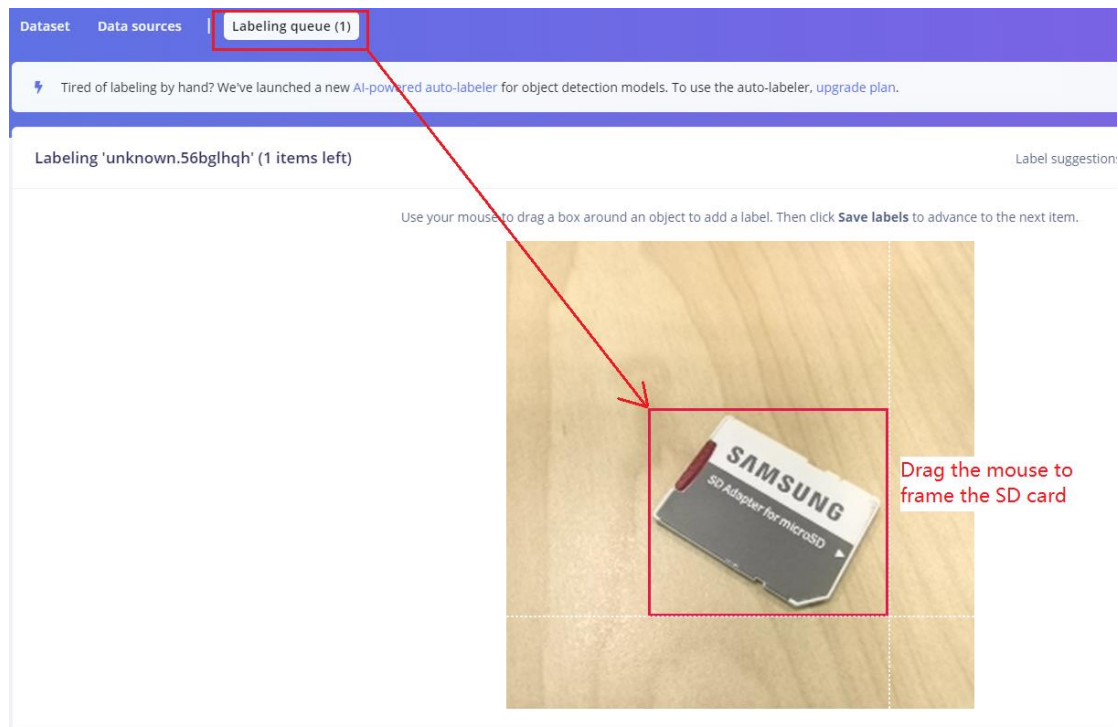 Dataset Data sources | Labeling queue (1)
Tired of labeling by hand? We've launched a new AI-powered auto-labeler for object detection models. To use the auto-labeler, upgrade plan.
Labeling 'unknown.56bglhqh' (1 items left)
Label suggestions
Use your mouse to drag a box around an object to add a label. Then click Save labels to advance to the next item.
SAMSUNG
SD Adapter for microSD
Drag the mouse to
frame the SD card